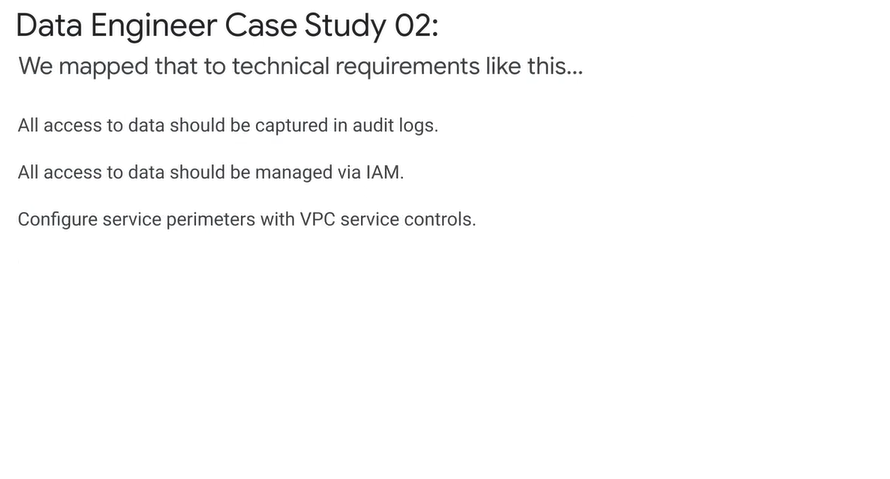 Data Engineer Case Study 02:
We mapped that to technical requirements like this...
All access to data should be captured in audit logs.
All access to data should be managed via IAM.
Configure service perimeters with VPC service controls.